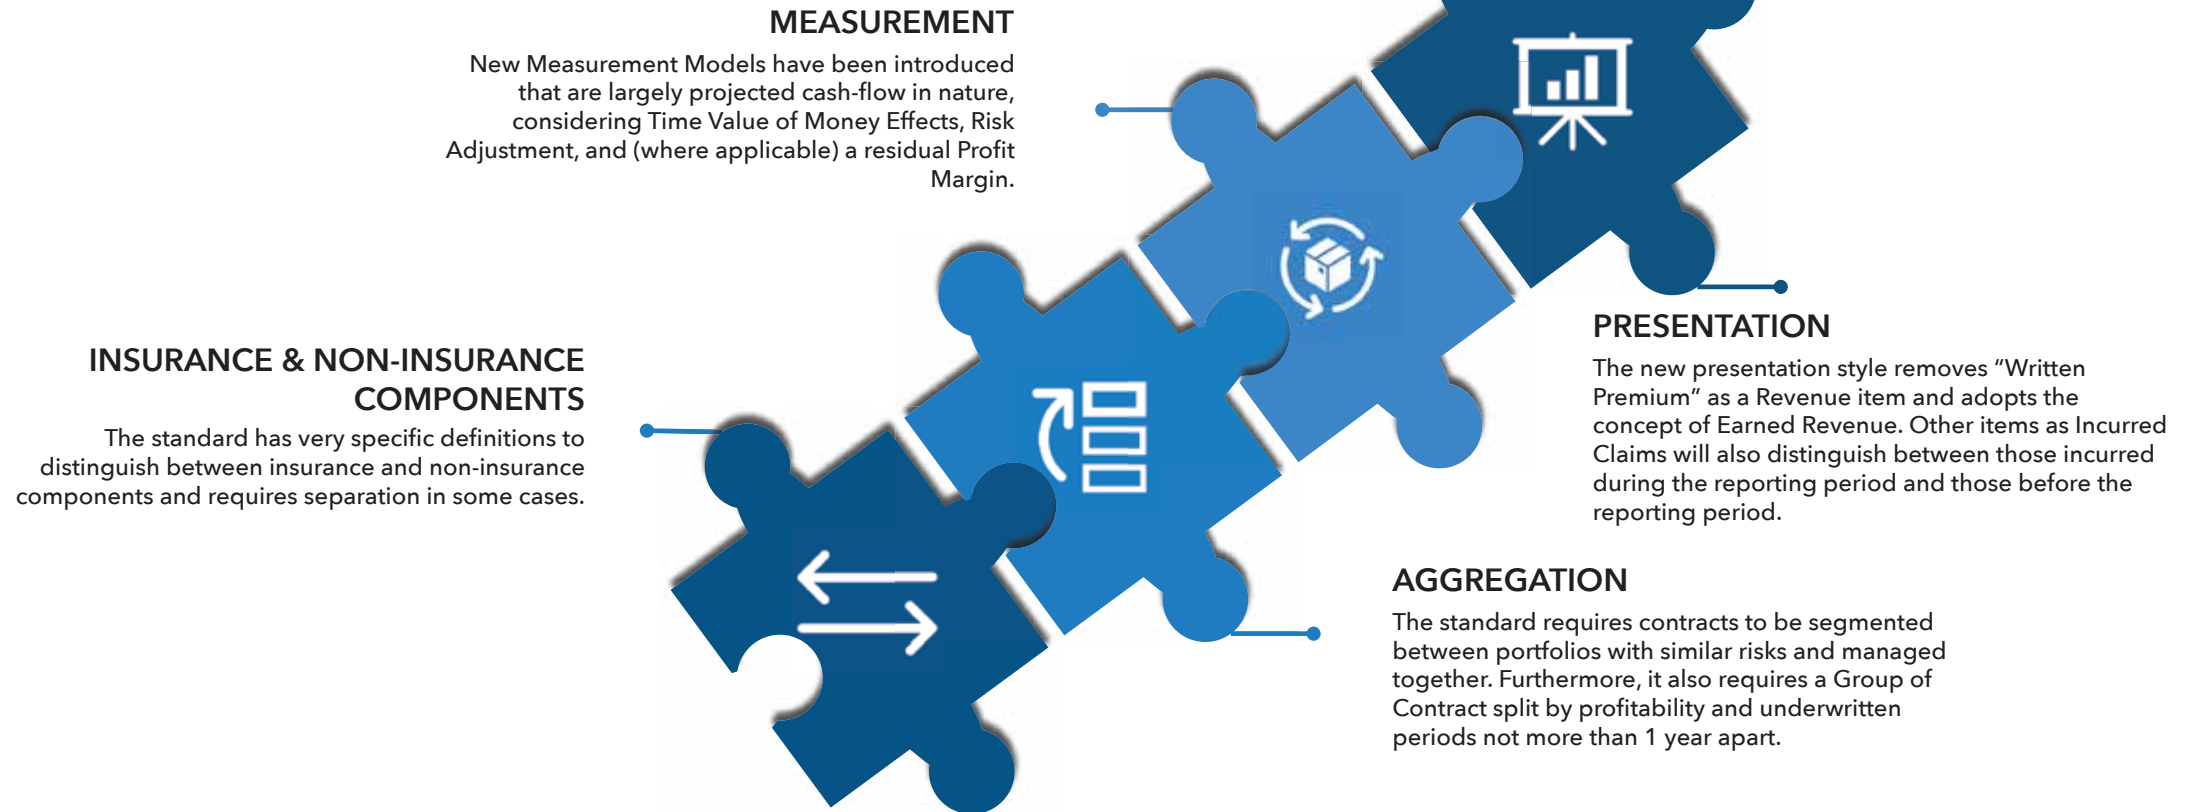 MEASUREMENT
New Measurement Models have been introduced
that are largely projected cash-flow in nature,
considering Time Value of Money Effects, Risk
Adjustment, and (where applicable) a residual Profit
Margin.
INSURANCE & NON-INSURANCE
COMPONENTS
The standard has very specific definitions to
distinguish between insurance and non-insurance
components and requires separation in some cases.
PRESENTATION
The new presentation style removes “Written
Premium” as a Revenue item and adopts the
concept of Earned Revenue. Other items as Incurred
Claims will also distinguish between those incurred
during the reporting period and those before the
reporting period.
AGGREGATION
The standard requires contracts to be segmented
between portfolios with similar risks and managed
together. Furthermore, it also requires a Group of
Contract split by profitability and underwritten
periods not more than 1 year apart.